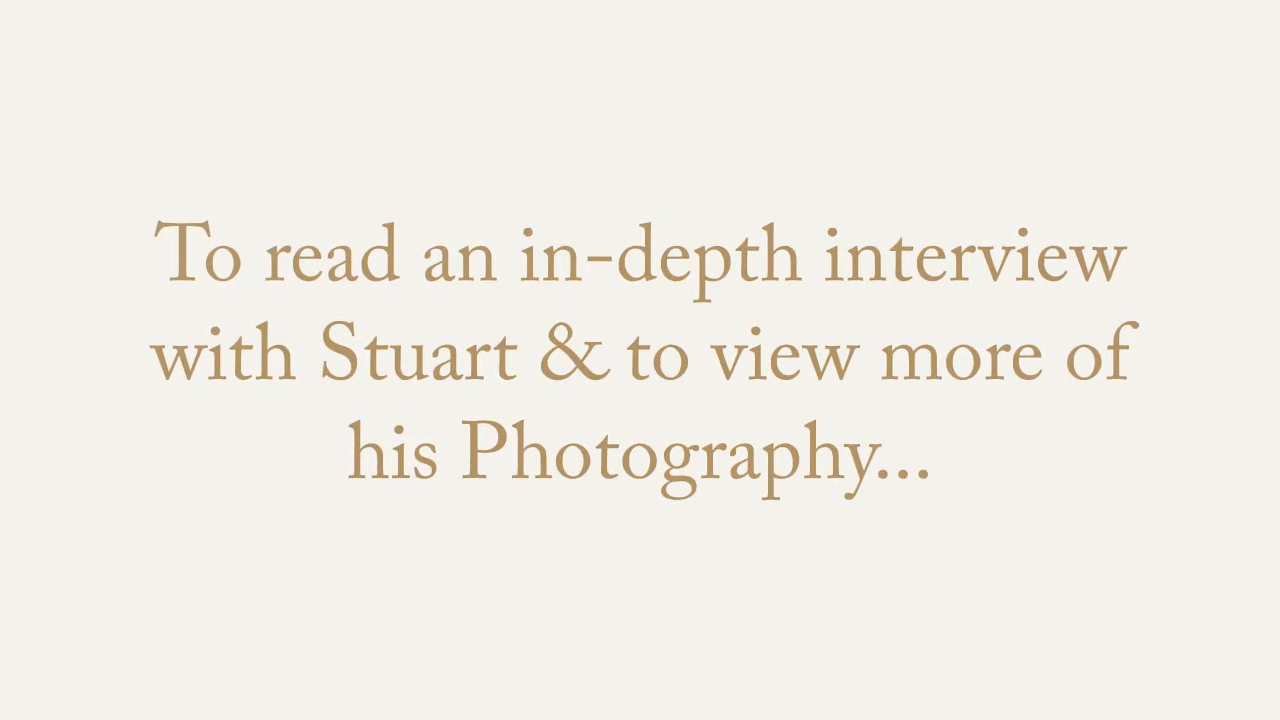 To read an in-depth interview
with Stuart & to view more of
his Photography...